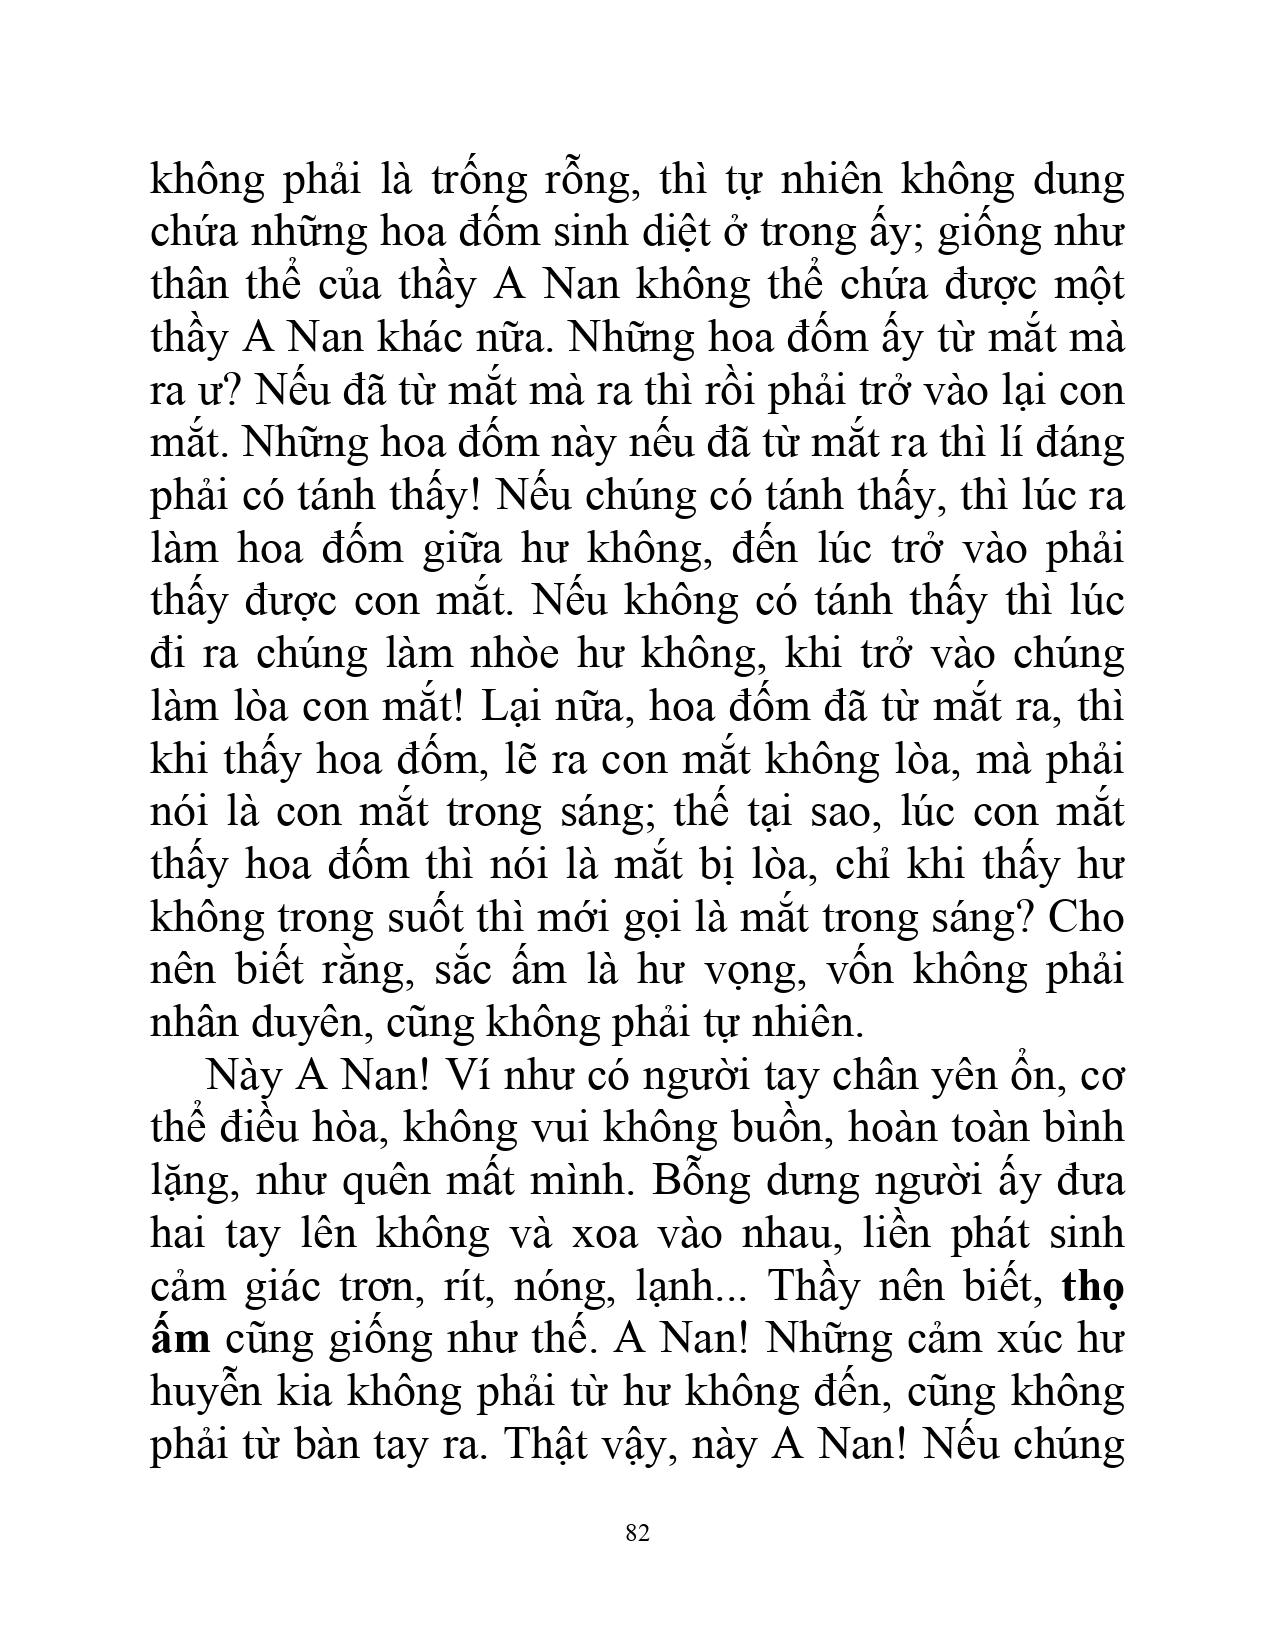 không phải là trống rỗng, thì tự nhiên không dung
chứa những hoa đốm sinh diệt ở trong ấy; giống như
thân thể của thầy A Nan không thể chứa được một
thầy A Nan khác nữa. Những hoa đốm ấy từ mắt mà
ra ư? Nếu đã từ mắt mà ra thì rồi phải trở vào lại con
mắt. Những hoa đốm này nếu đã từ mắt ra thì lí đáng
phải có tánh thấy! Nếu chúng có tánh thấy, thì lúc ra
làm hoa đốm giữa hư không, đến lúc trở vào phải
thấy được con mắt. Nếu không có tánh thấy thì lúc
đi ra chúng làm nhòe hư không, khi trở vào chúng
làm lòa con mắt! Lại nữa, hoa đốm đã từ mắt ra, thì
khi thấy hoa đốm, lẽ ra con mắt không lòa, mà phải
nói là con mắt trong sáng; thế tại sao, lúc con mắt
thấy hoa đốm thì nói là mắt bị lòa, chỉ khi thấy hư
không trong suốt thì mới gọi là mắt trong sáng? Cho
nên biết rằng, sắc ấm là hư vọng, vốn không phải
nhân duyên, cũng không phải tự nhiên.
Này A Nan! Ví như có người tay chân yên ổn, cơ
thể điều hòa, không vui không buồn, hoàn toàn bình
lặng, như quên mất mình. Bỗng dưng người ấy đưa
hai tay lên không và xoa vào nhau, liền phát sinh
cảm giác trơn, rít, nóng, lạnh... Thầy nên biết, thọ
ấm cũng giống như thế. A Nan! Những cảm xúc hư
huyễn kia không phải từ hư không đến, cũng không
phải từ bàn tay ra. Thật vậy, này A Nan! Nếu chúng
82